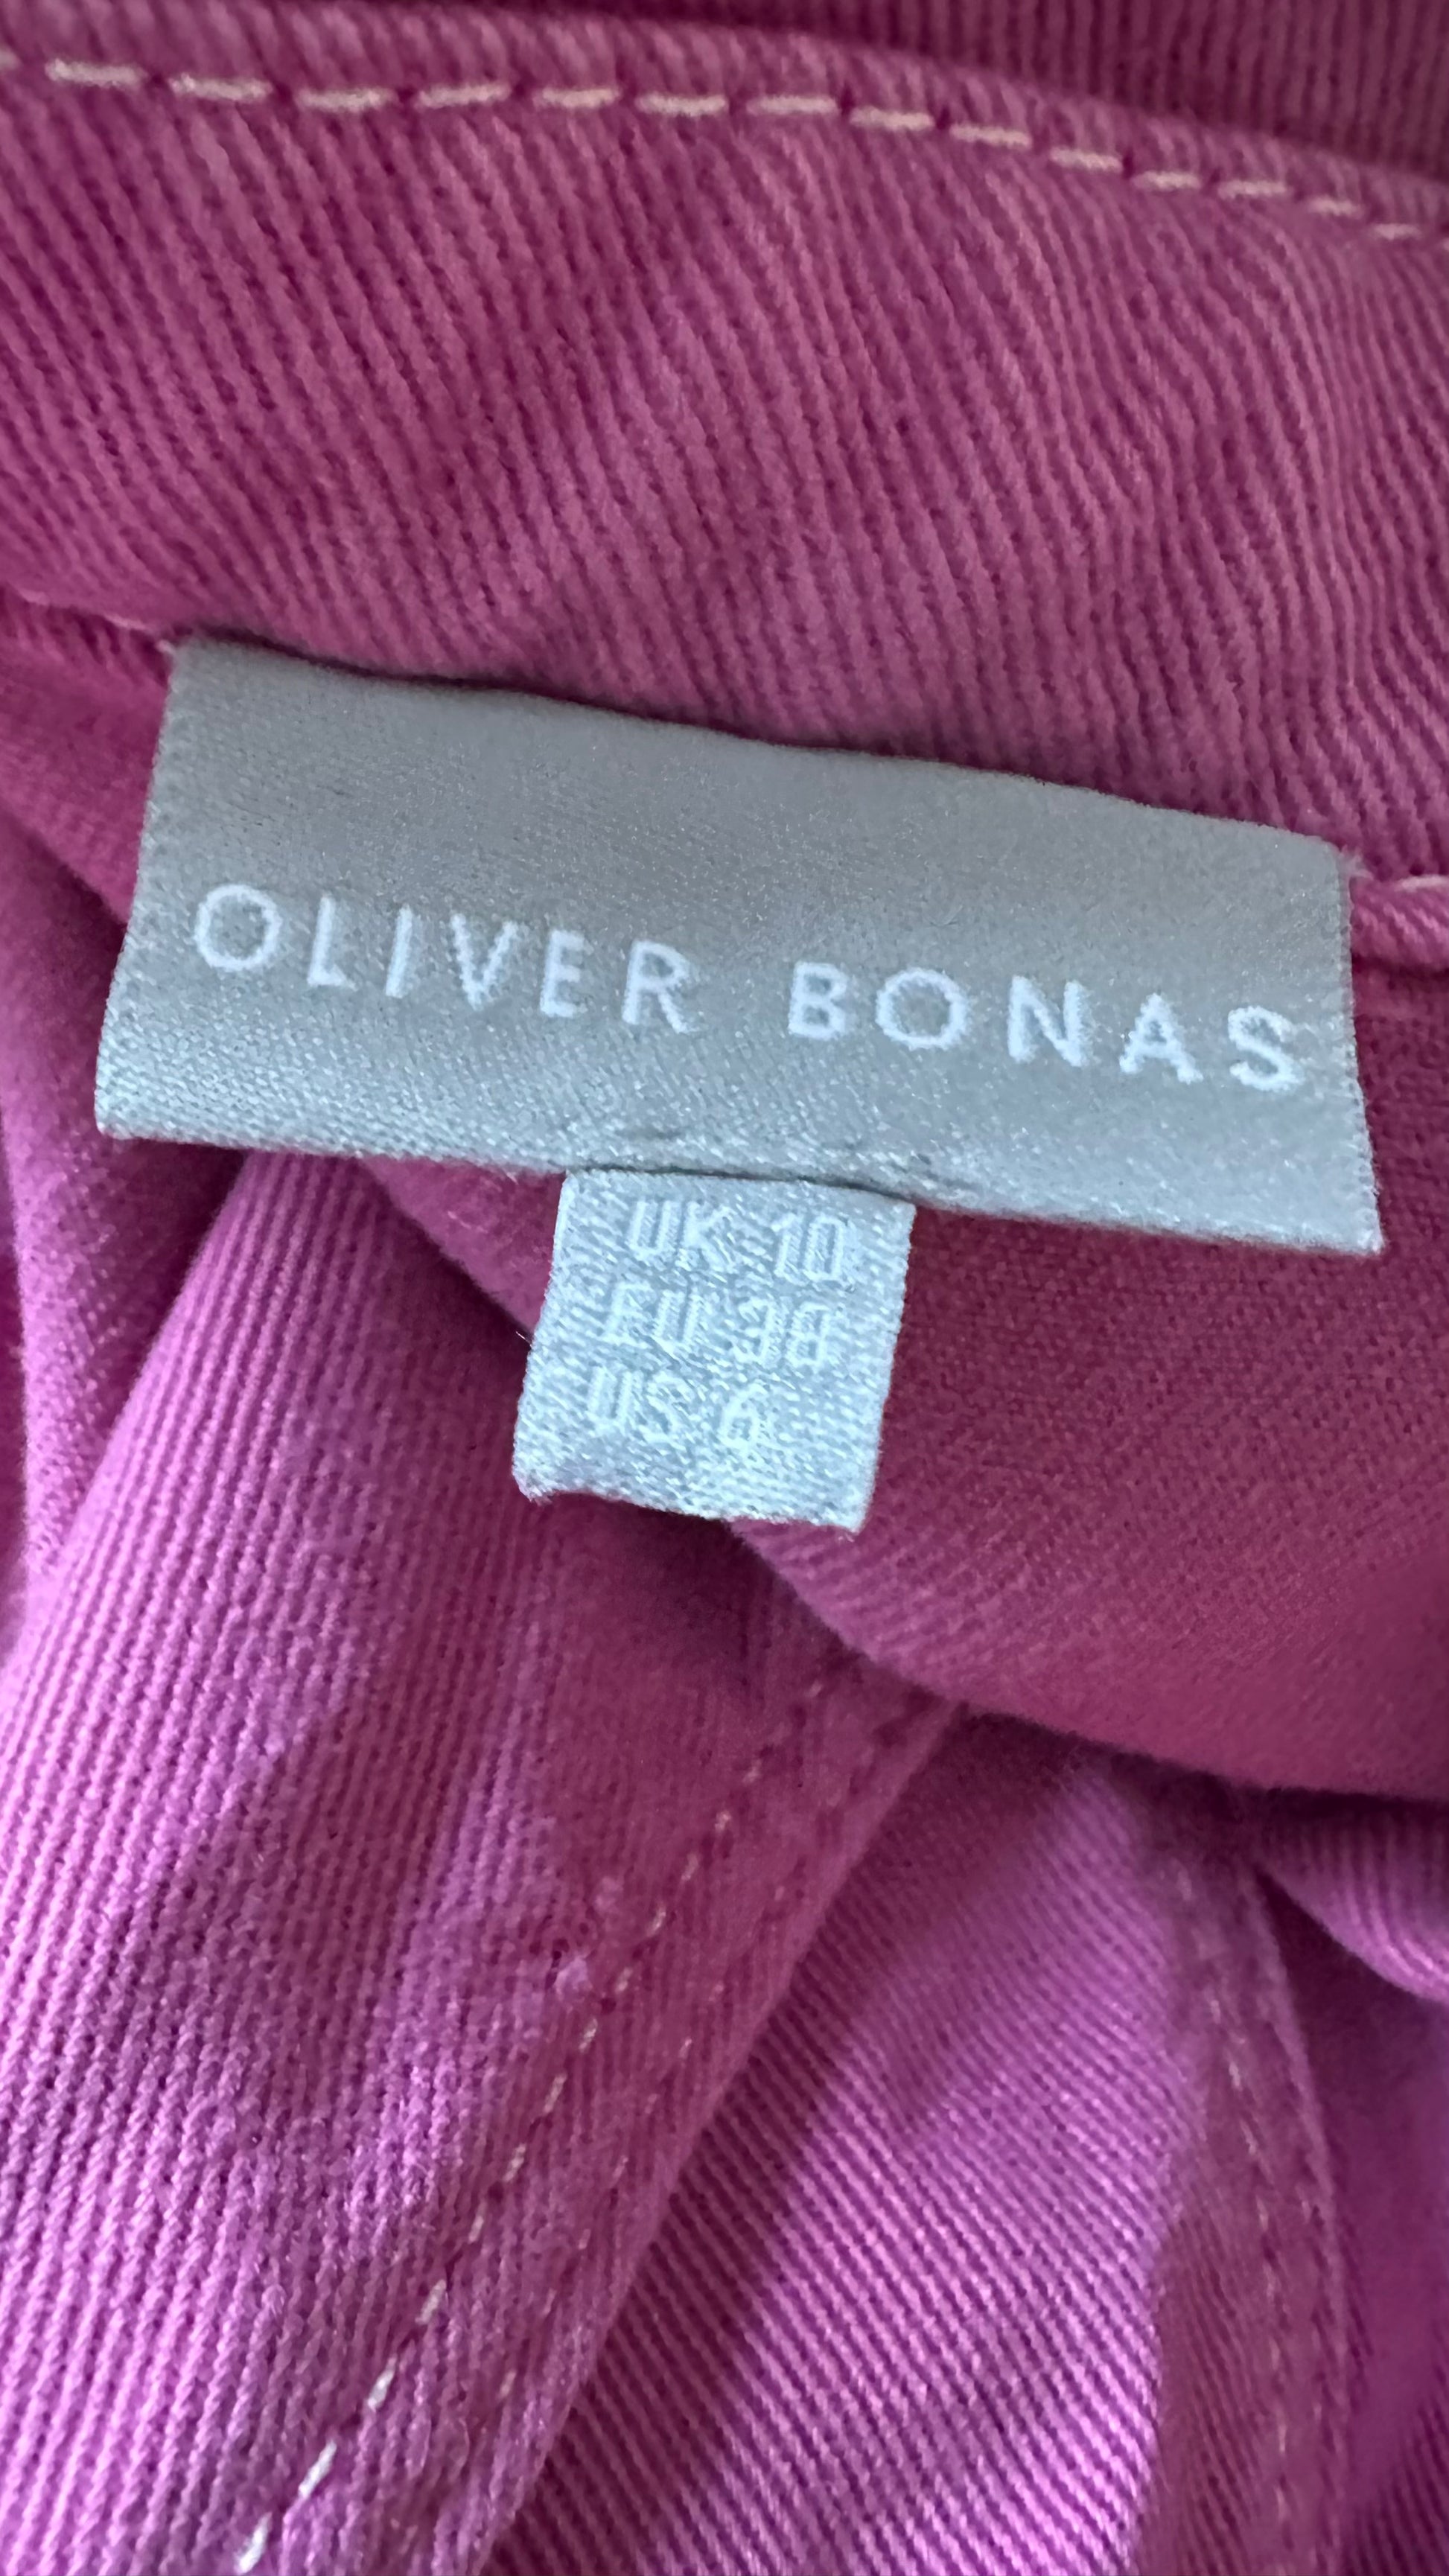 OLIVER BONAS
UK 10
EU 38
US 6